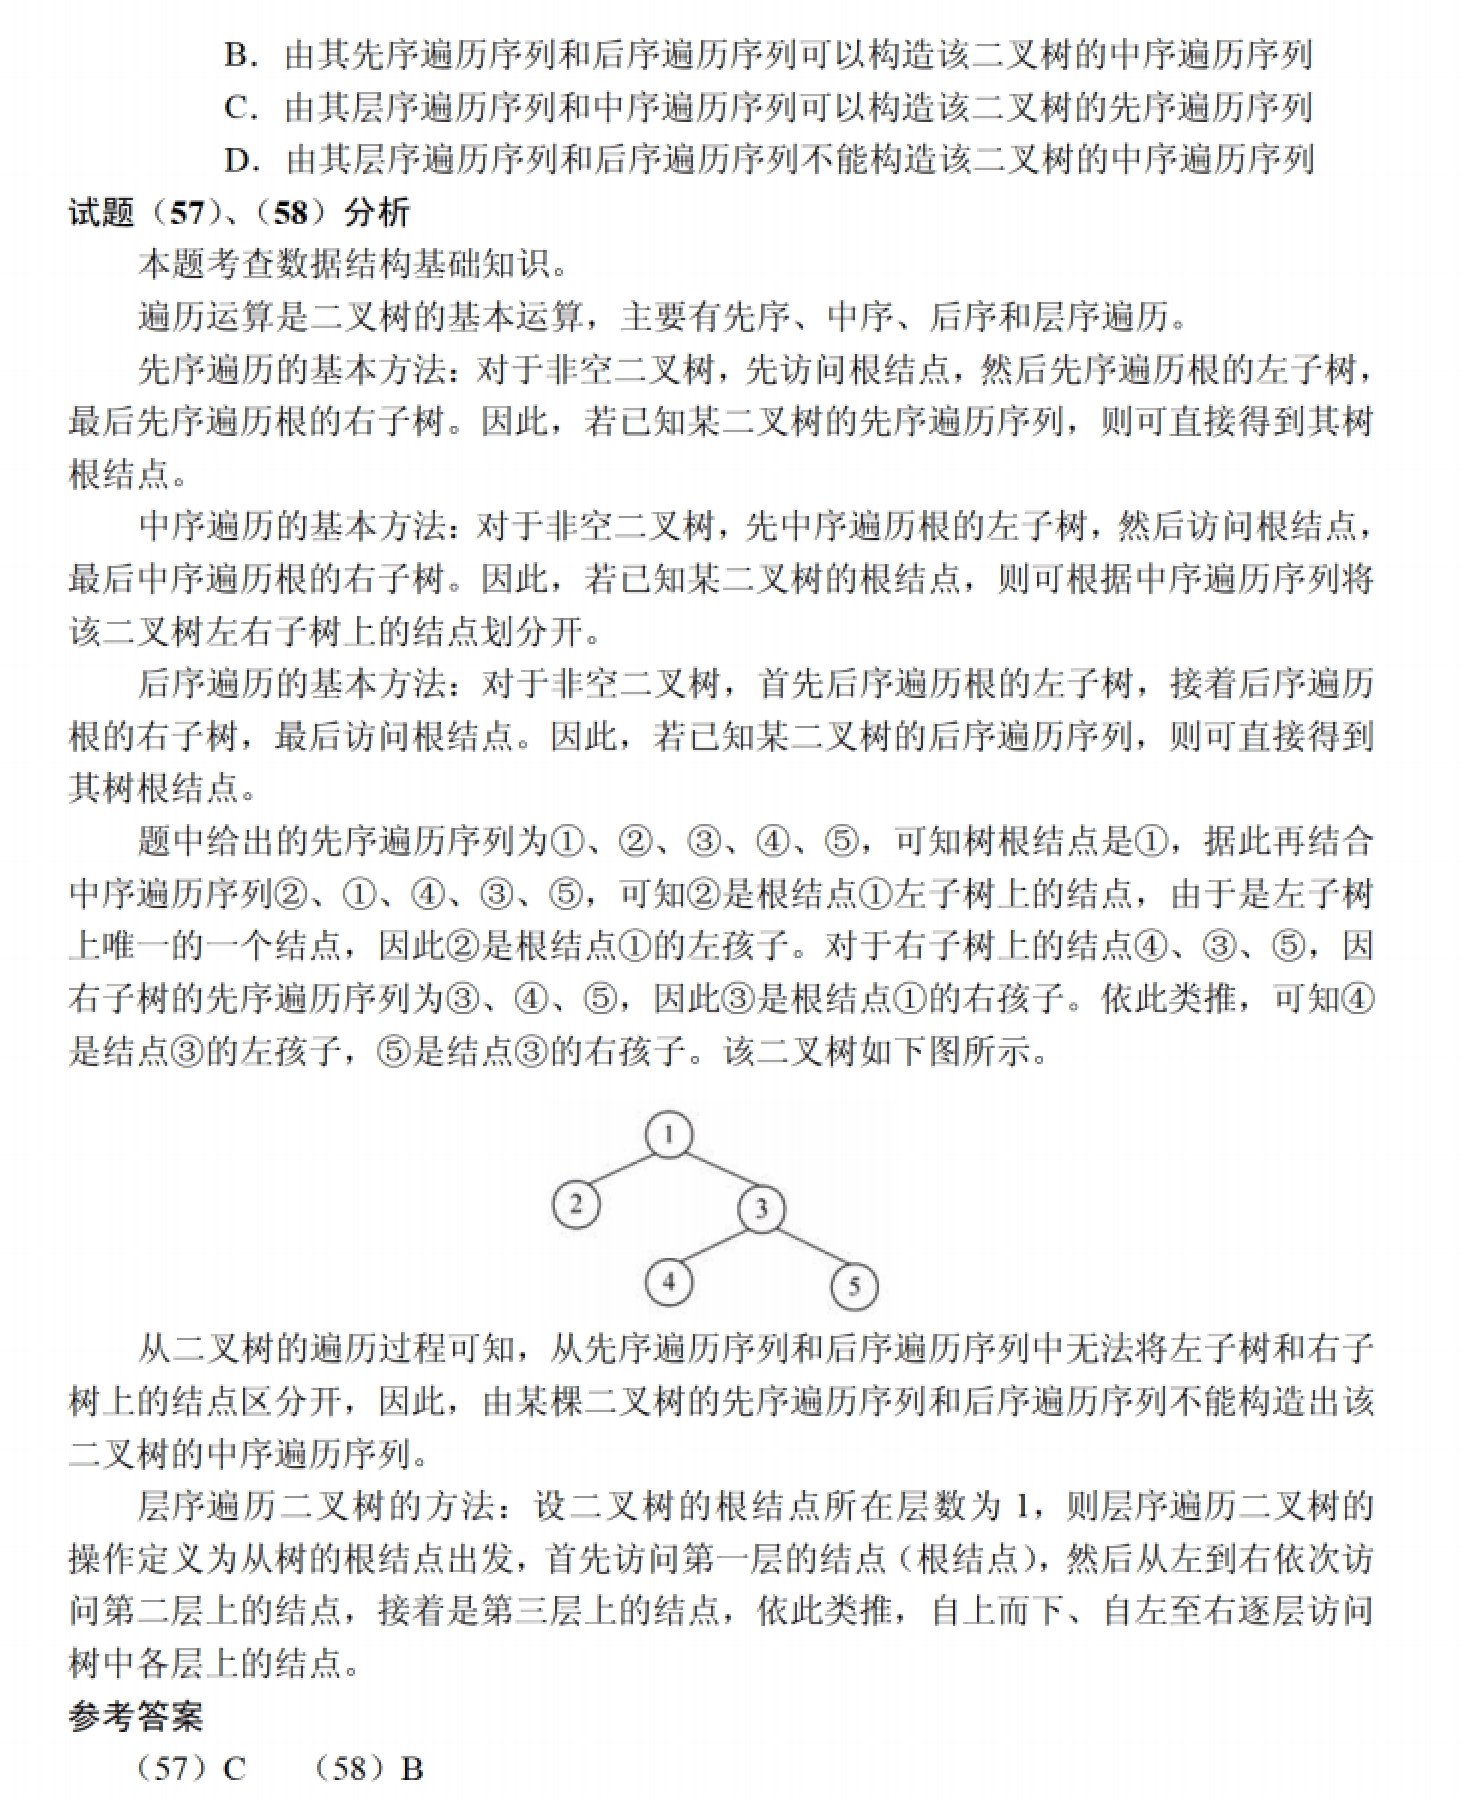 B. 由其先序遍历序列和后序遍历序列可以构造该二叉树的中序遍历序列
C. 由其层序遍历序列和中序遍历序列可以构造该二叉树的先序遍历序列
D. 由其层序遍历序列和后序遍历序列不能构造该二叉树的中序遍历序列
试题（57）、（58）分析
本题考查数据结构基础知识。
遍历运算是二叉树的基本运算，主要有先序、中序、后序和层序遍历。
先序遍历的基本方法：对于非空二叉树，先访问根结点，然后先序遍历根的左子树，
最后先序遍历根的右子树。因此，若已知某二叉树的先序遍历序列，则可直接得到其树
根结点。
中序遍历的基本方法：对于非空二叉树，先中序遍历根的左子树，然后访问根结点，
最后中序遍历根的右子树。因此，若已知某二叉树的根结点，则可根据中序遍历序列将
该二叉树左右子树上的结点划分开。
后序遍历的基本方法：对于非空二叉树，首先后序遍历根的左子树，接着后序遍历
根的右子树，最后访问根结点。因此，若已知某二叉树的后序遍历序列，则可直接得到
其树根结点。
题中给出的先序遍历序列为①、②、③、④、⑤，可知树根结点是①，据此再结合
中序遍历序列②、①、④、③、⑤，可知②是根结点①左子树上的结点，由于是左子树
上唯一的一个结点，因此②是根结点①的左孩子。对于右子树上的结点④、③、⑤，因
右子树的先序遍历序列为③、④、⑤，因此③是根结点①的右孩子。依此类推，可知④
是结点③的左孩子，⑤是结点③的右孩子。该二叉树如下图所示。
1
2
3
4
5
从二叉树的遍历过程可知，从先序遍历序列和后序遍历序列中无法将左子树和右子
树上的结点区分开，因此，由某棵二叉树的先序遍历序列和后序遍历序列不能构造出该
二叉树的中序遍历序列。
层序遍历二叉树的方法：设二叉树的根结点所在层数为 1，则层序遍历二叉树的
操作定义为从树的根结点出发，首先访问第一层的结点（根结点），然后从左到右依次访
问第二层上的结点，接着是第三层上的结点，依此类推，自上而下、自左至右逐层访问
树中各层上的结点。
参考答案
（57）C （58）B